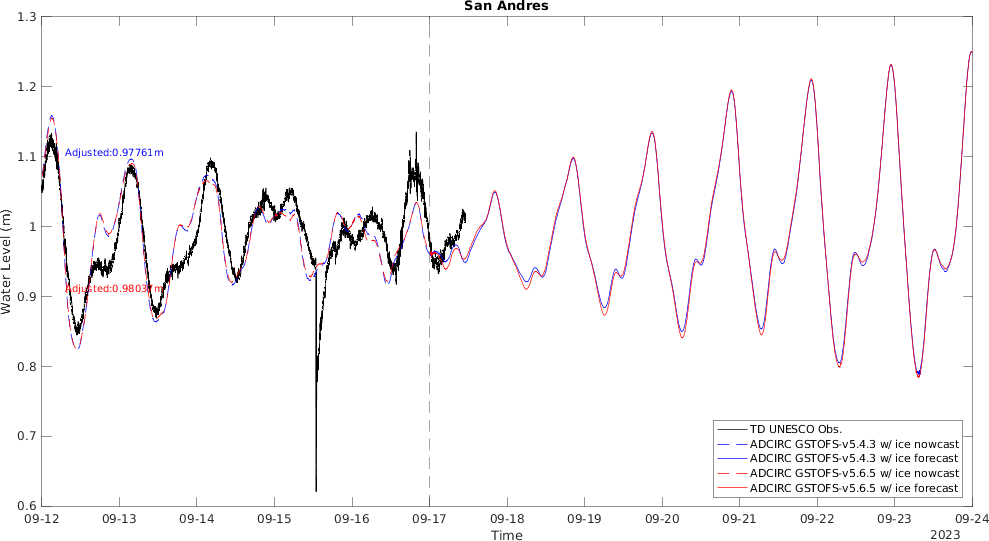 San Andres
1.3
1.2
1.1
1
0.9
0.8
0.7
0.6
Water Level (m)
Adjusted:0.97761m
TD UNESCO Obs.
ADCIRC GSTOFS-v5.4.3 w/ ice nowcast
ADCIRC GSTOFS-v5.4.3 w/ ice forecast
ADCIRC GSTOFS-v5.6.5 w/ ice nowcast
ADCIRC GSTOFS-v5.6.5 w/ ice forecast
09-12 09-13 09-14 09-15 09-16 09-17 09-18 09-19 09-20 09-21 09-22 09-23 09-24
Time
2023